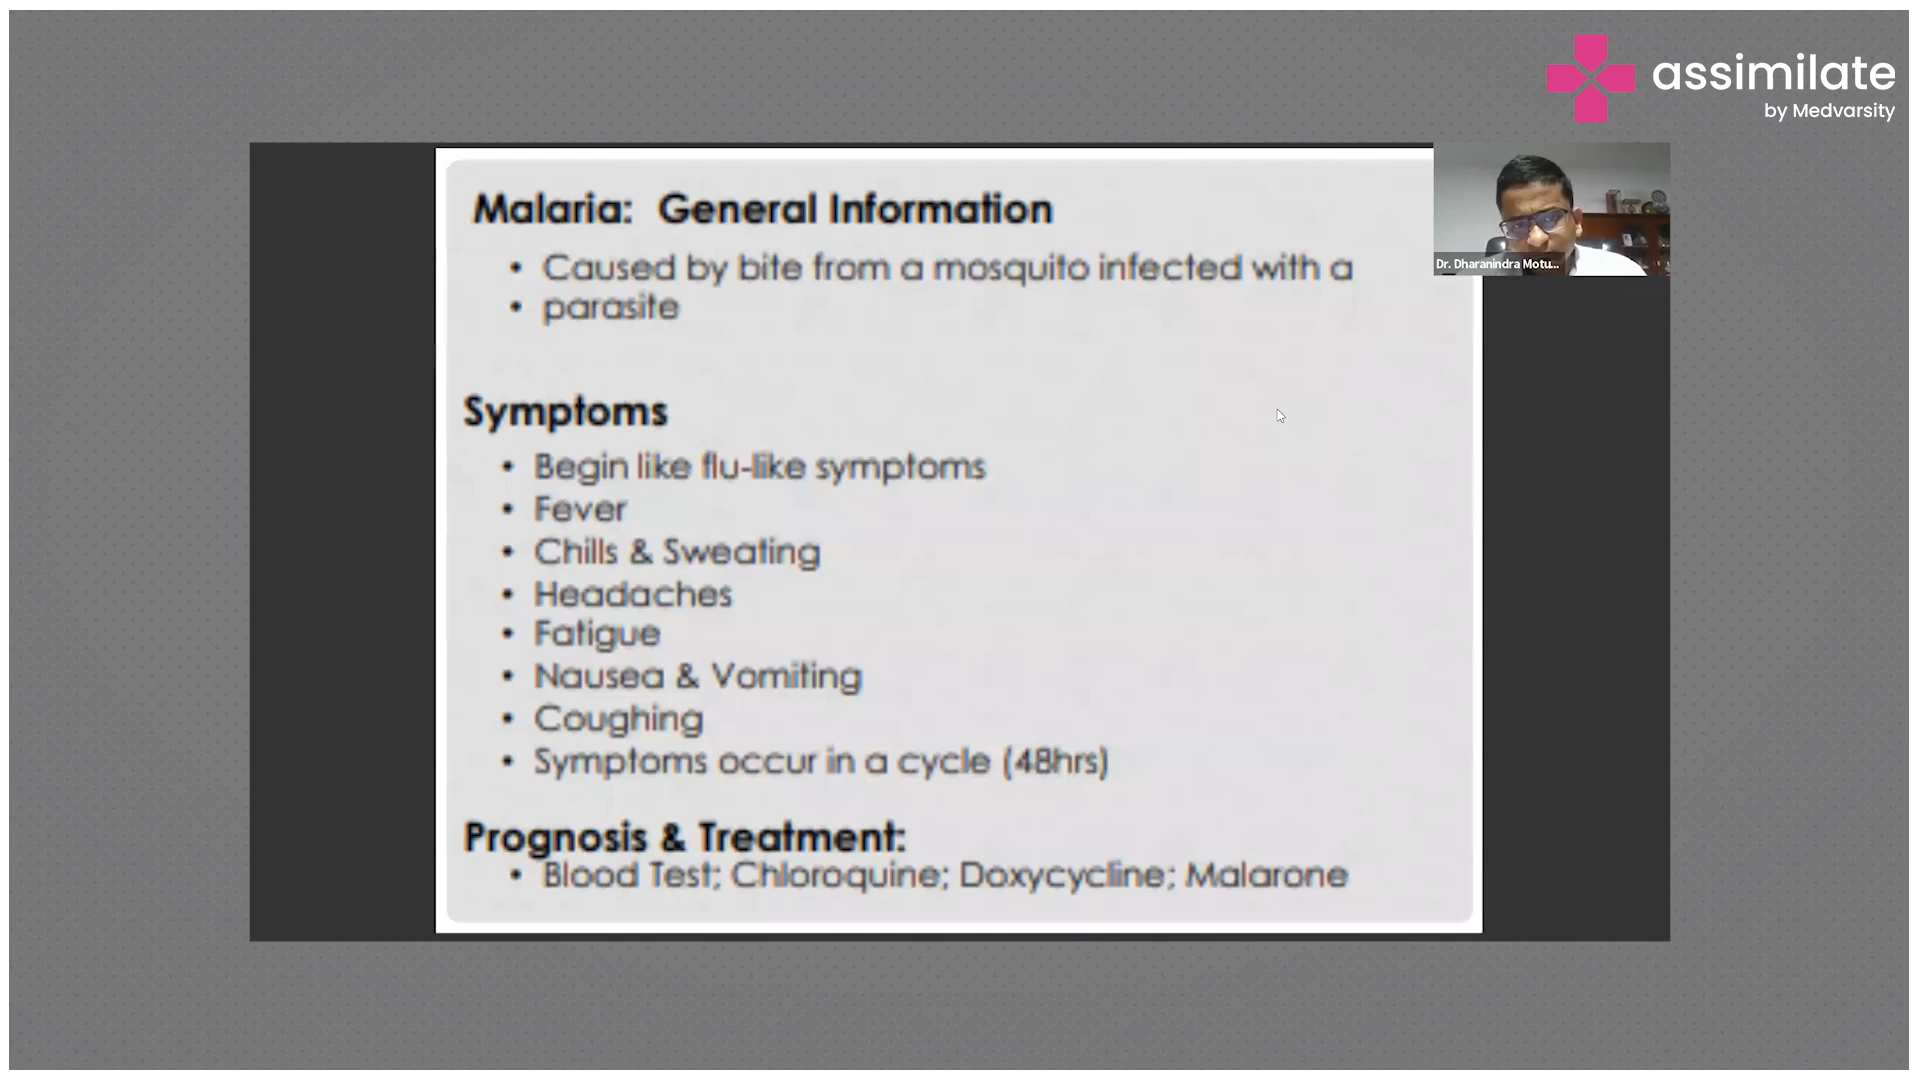 assimilate
by Medvarsity
Malaria: General Information
• Caused by bite from a mosquito infected with a
• parasite
Dr. Dharanindra Motu...
Symptoms
• Begin like flu-like symptoms
• Fever
• Chills & Sweating
• Headaches
• Fatigue
• Nausea & Vomiting
• Coughing
• Symptoms occur in a cycle (48hrs)
Prognosis & Treatment:
• Blood Test; Chloroquine; Doxycycline; Malarone